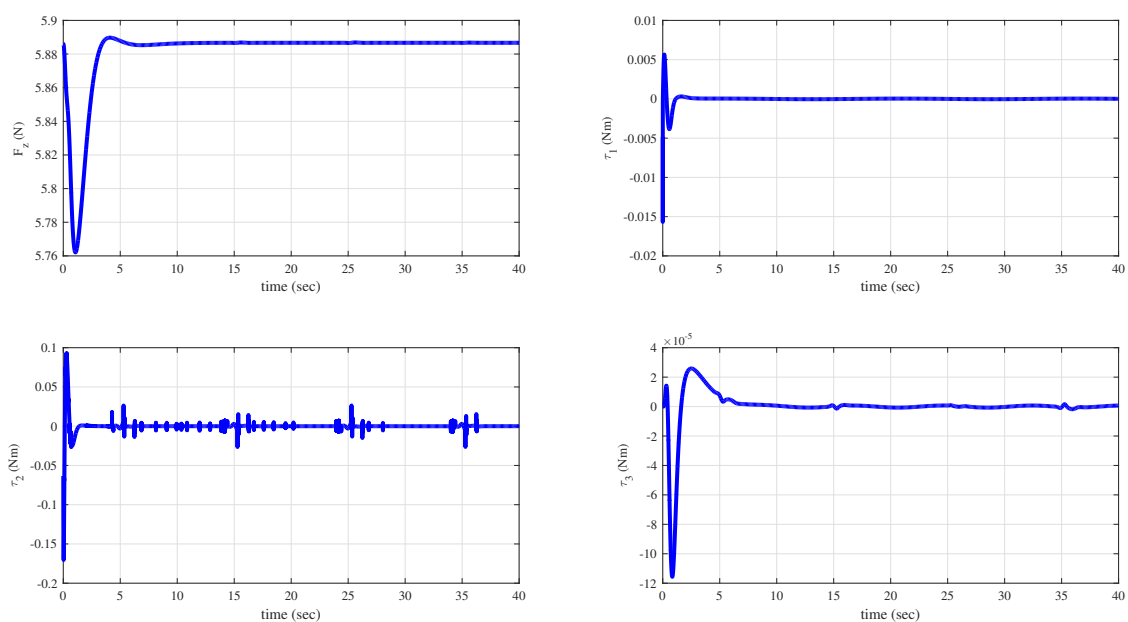 5.9
5.88
5.86
5.84
5.82
5.8
5.78
5.76
F_z (N)
0 5 10 15 20 25 30 35 40
time (sec)
0.01
0.005
0
-0.005
-0.01
-0.015
-0.02
τ_1 (Nm)
0 5 10 15 20 25 30 35 40
time (sec)
0.1
0.05
0
-0.05
-0.1
-0.15
-0.2
τ_2 (Nm)
0 5 10 15 20 25 30 35 40
time (sec)
×10^-5
4
2
0
-2
-4
-6
-8
-10
-12
τ_3 (Nm)
0 5 10 15 20 25 30 35 40
time (sec)